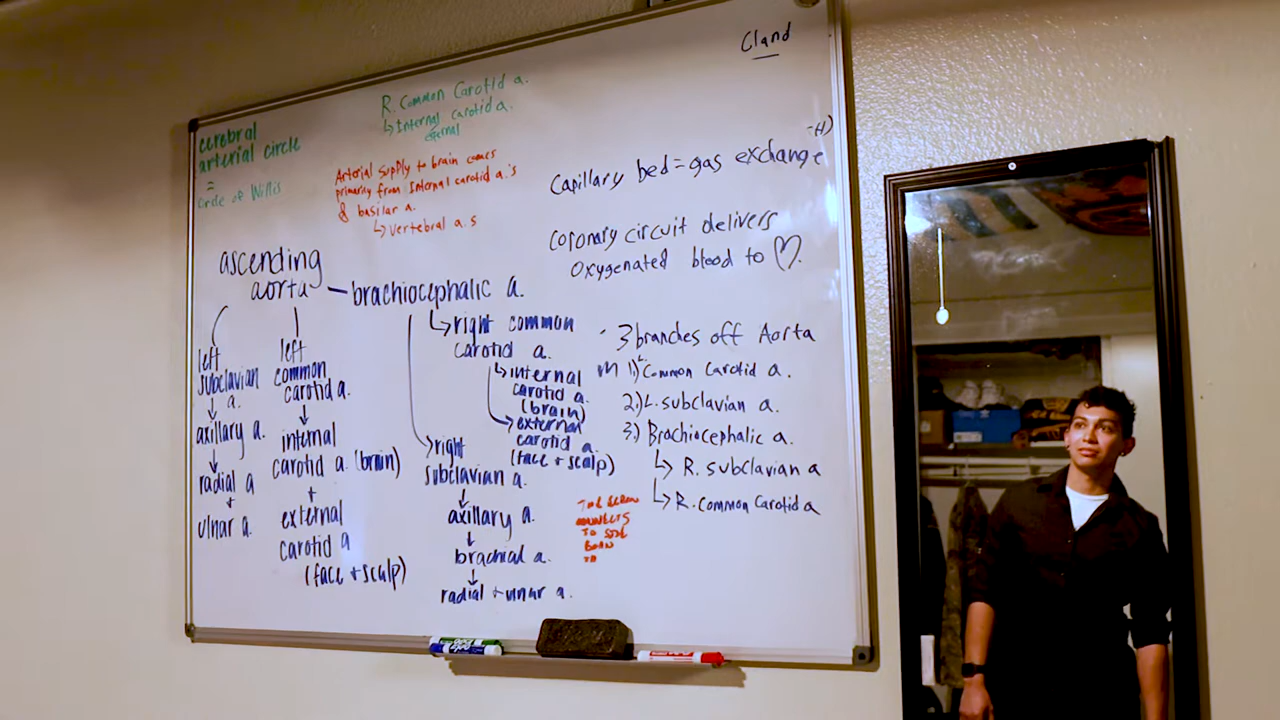 Cland
R. Common Carotid a.
↳ Internal Carotid a.
external
cerebral
arterial circle
=
circle of Willis
Arterial supply to brain comes
primarily from Internal carotid a.'s
& basilar a.
↳ vertebral a.s
Capillary bed = gas exchange
Coronary circuit delivers
Oxygenated blood to ♡.
ascending
aorta — brachiocephalic a.
left
subclavian
a.
↓
axillary a.
↓
radial a
+
ulnar a.
left
common
carotid a.
↓
internal
carotid a. (brain)
+
external
carotid a
(face + scalp)
↳ right common
carotid a.
↳ internal
carotid a.
(brain)
→ external
carotid a.
(face + scalp)
right
subclavian a.
↓
axillary a.
↓
brachial a.
↓
radial + ulnar a.
· 3 branches off Aorta
1) L. Common Carotid a.
2.) L. subclavian a.
3.) Brachiocephalic a.
↳ R. subclavian a
↳ R. Common Carotid a
TO